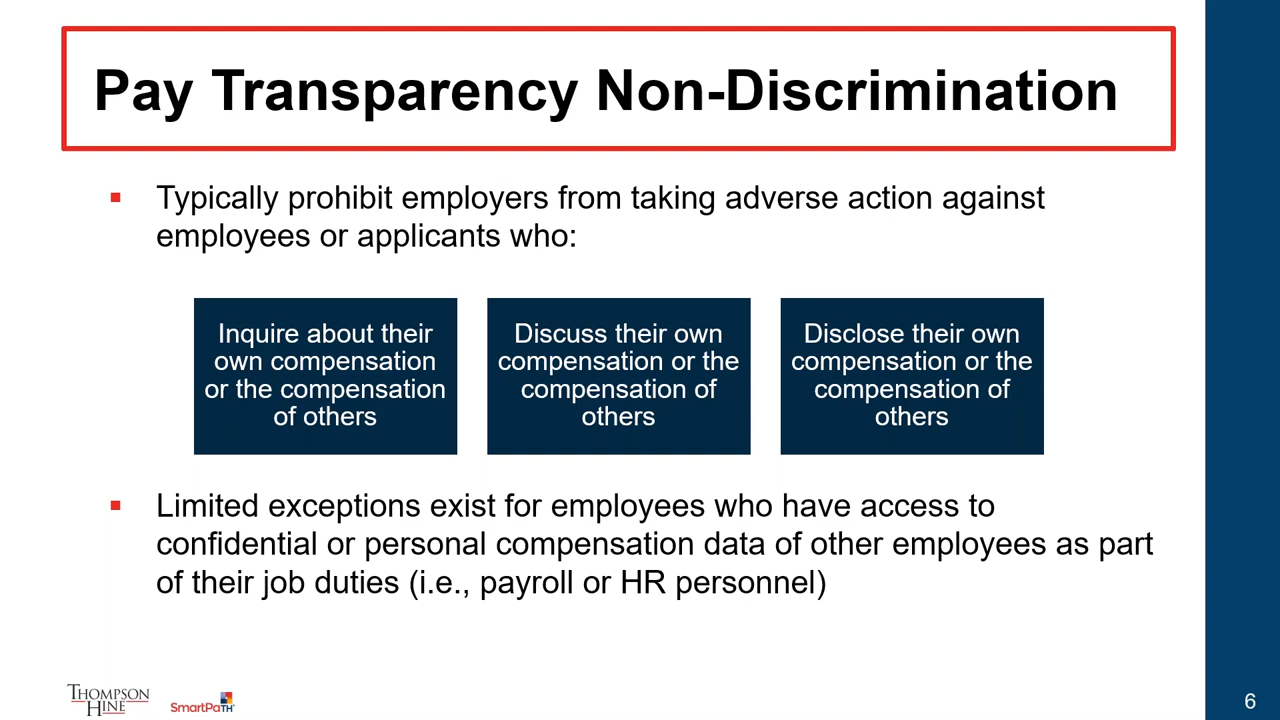 Pay Transparency Non-Discrimination
Typically prohibit employers from taking adverse action against
employees or applicants who:
Inquire about their
own compensation
or the compensation
of others
Discuss their own
compensation or the
compensation of
others
Disclose their own
compensation or the
compensation of
others
Limited exceptions exist for employees who have access to
confidential or personal compensation data of other employees as part
of their job duties (i.e., payroll or HR personnel)
THOMPSON
HINE
SmartPaTH
6